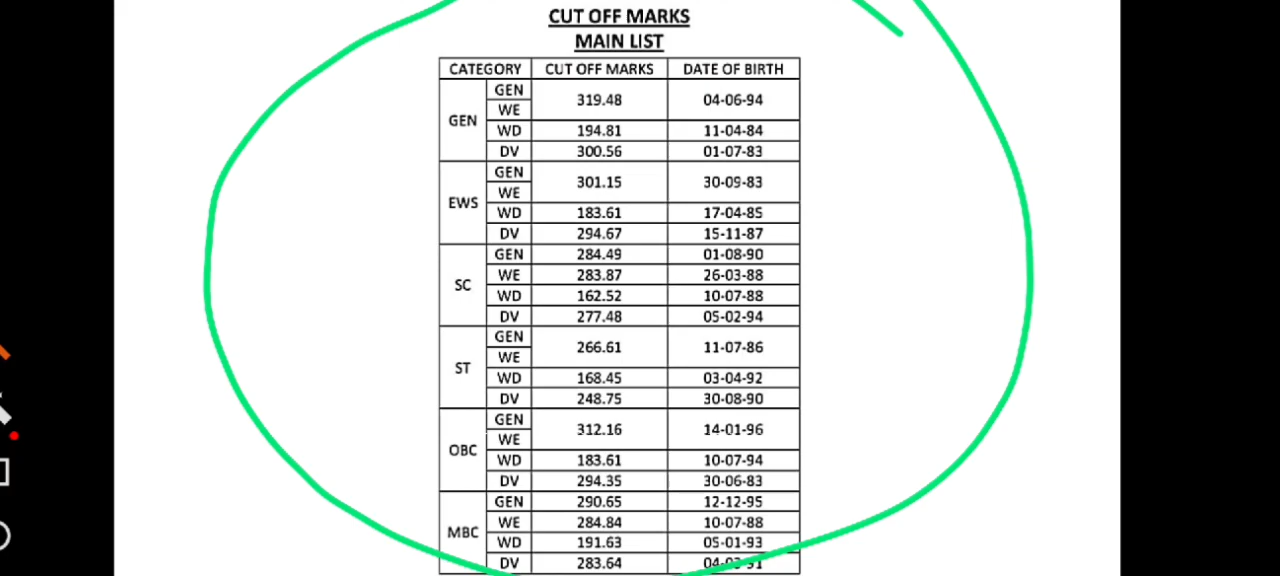 CUT OFF MARKS
MAIN LIST
CATEGORY CUT OFF MARKS DATE OF BIRTH
GEN GEN 319.48 04-06-94
WE
WD 194.81 11-04-84
DV 300.56 01-07-83
EWS GEN 301.15 30-09-83
WE
WD 183.61 17-04-85
DV 294.67 15-11-87
SC GEN 284.49 01-08-90
WE 283.87 26-03-88
WD 162.52 10-07-88
DV 277.48 05-02-94
ST GEN 266.61 11-07-86
WE
WD 168.45 03-04-92
DV 248.75 30-08-90
OBC GEN 312.16 14-01-96
WE
WD 183.61 10-07-94
DV 294.35 30-06-83
MBC GEN 290.65 12-12-95
WE 284.84 10-07-88
WD 191.63 05-01-93
DV 283.64